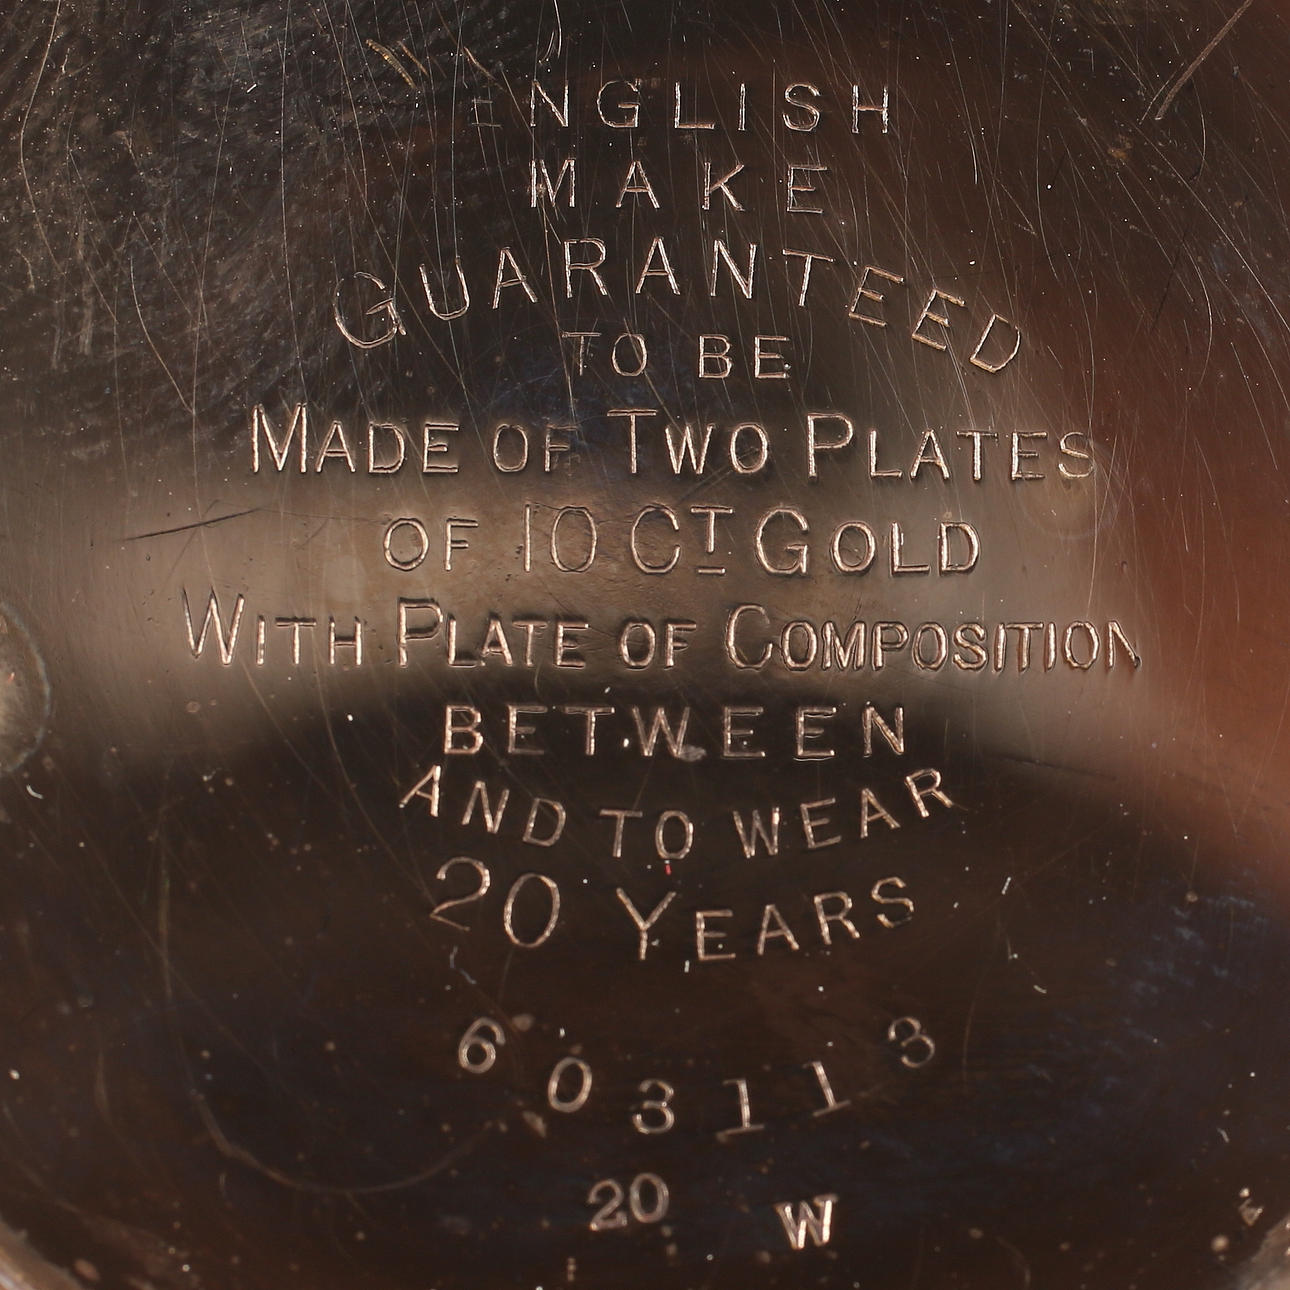 ENGLISH
MAKE
GUARANTEED
TO BE
MADE OF TWO PLATES
OF 10 CT GOLD
WITH PLATE OF COMPOSITION
BETWEEN
AND TO WEAR
20 YEARS
603113
20 W